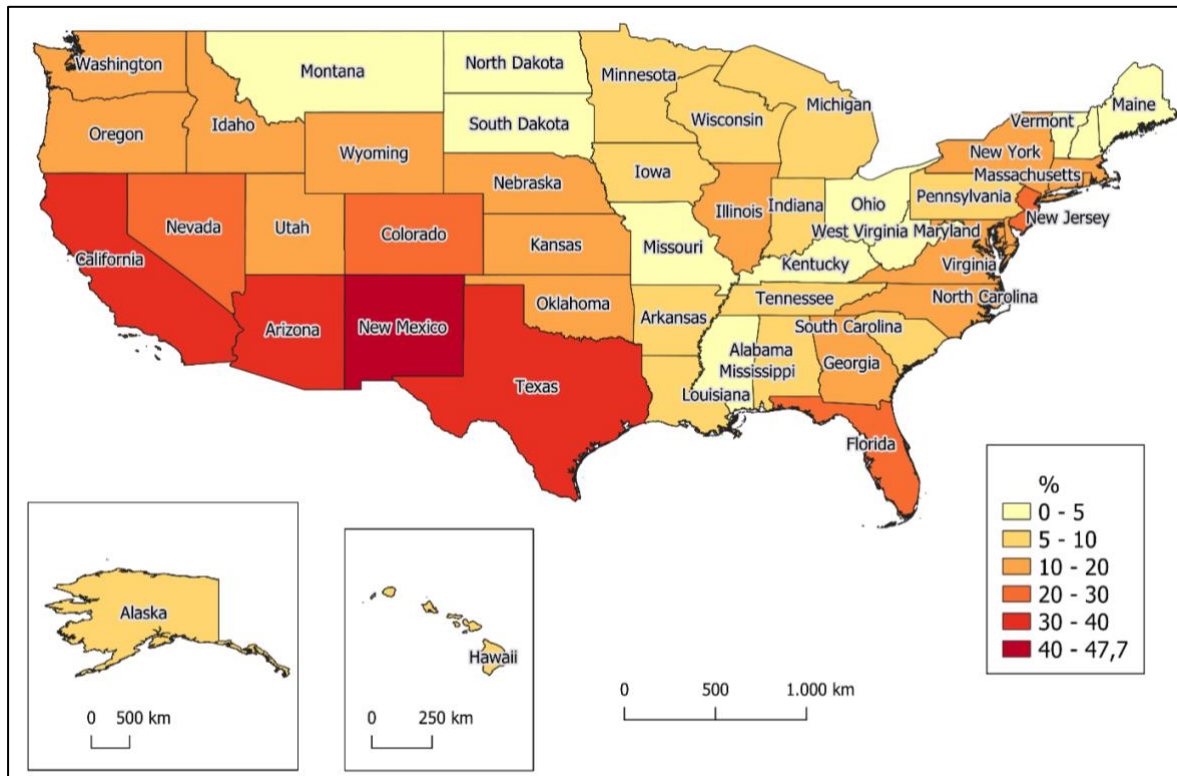 Washington
Montana
North Dakota
Minnesota
Michigan
Maine
Vermont
Oregon
Idaho
South Dakota
Wisconsin
Wyoming
New York
Massachusetts
Nebraska
Iowa
Pennsylvania
Nevada
Utah
Colorado
Illinois
Indiana
Ohio
New Jersey
California
Kansas
Missouri
West Virginia
Maryland
Kentucky
Virginia
Arizona
New Mexico
Oklahoma
Arkansas
Tennessee
North Carolina
South Carolina
Texas
Alabama
Mississippi
Georgia
Louisiana
Florida
%
0 - 5
5 - 10
10 - 20
20 - 30
30 - 40
40 - 47,7
Alaska
0 500 km
Hawaii
0 250 km
0 500 1.000 km